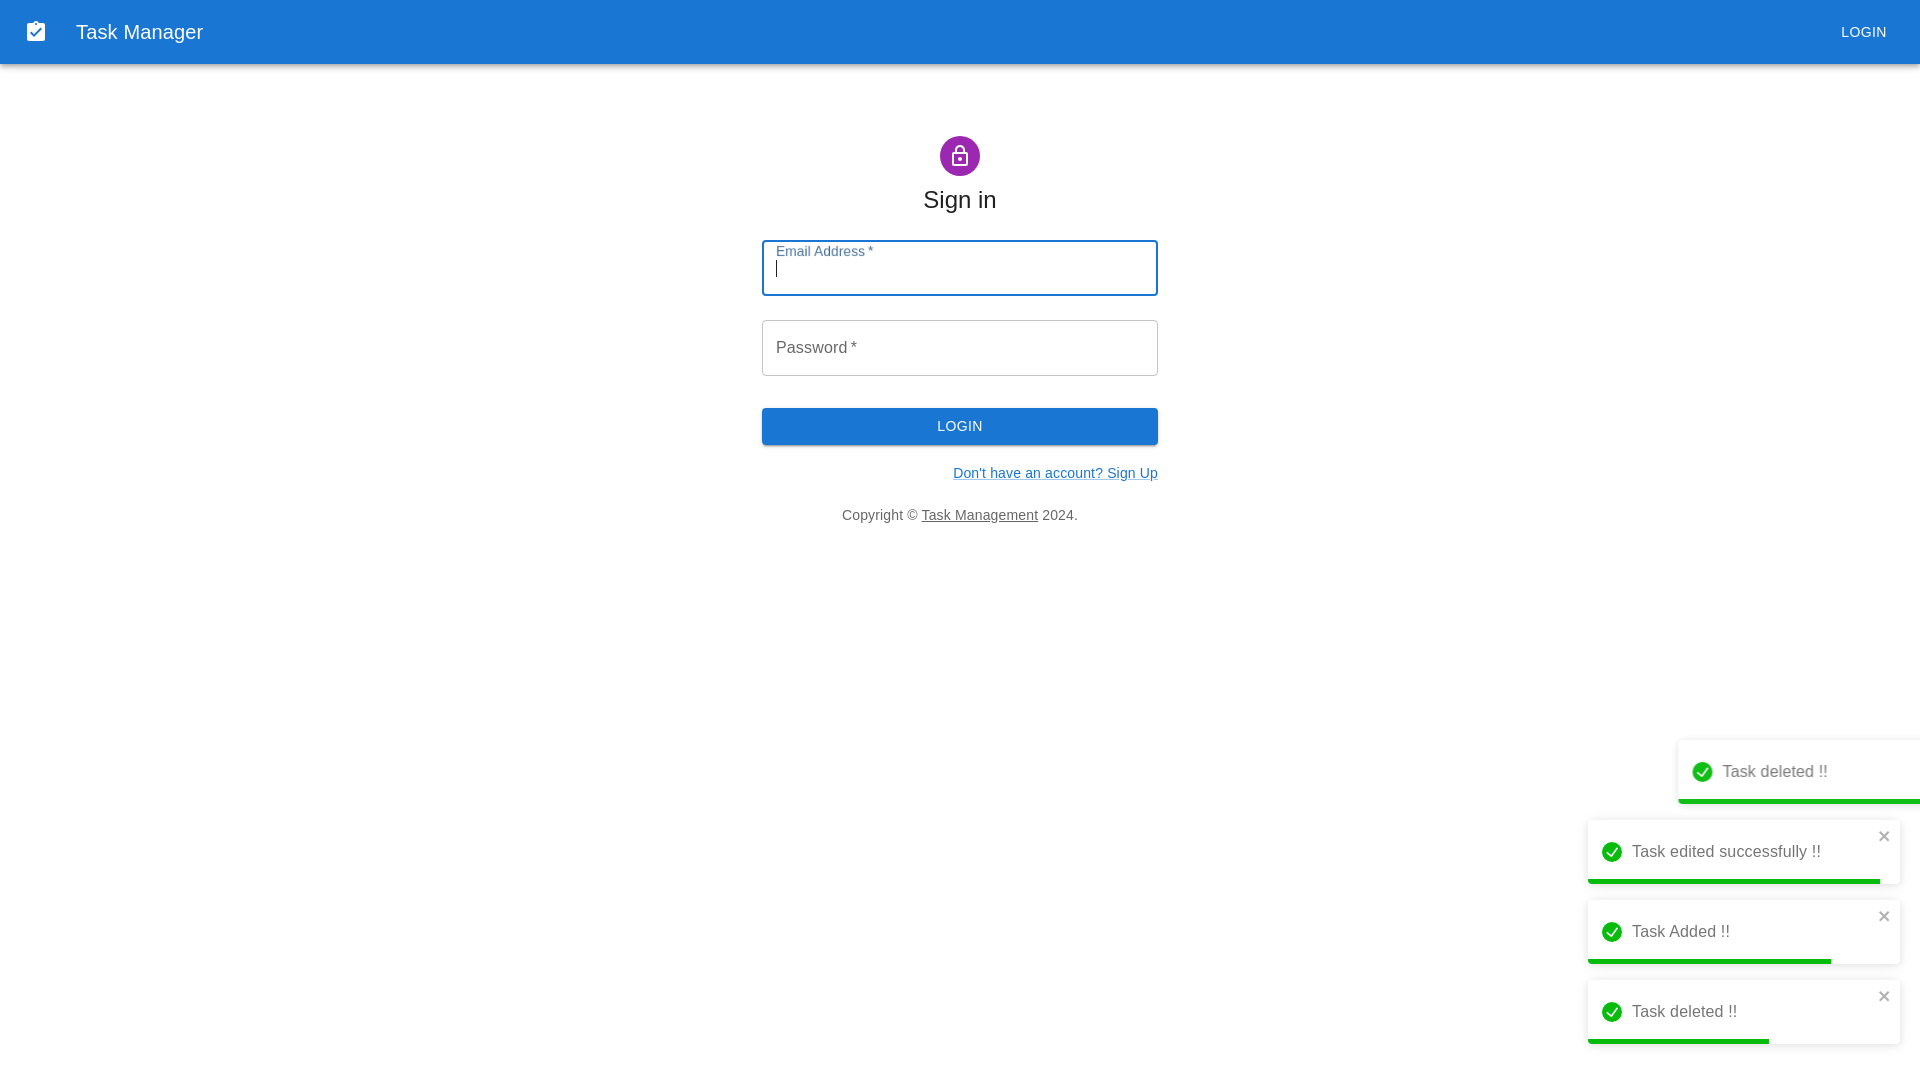 Task Manager
LOGIN
Sign in
Email Address *
Password *
LOGIN
Don't have an account? Sign Up
Copyright © Task Management 2024.
Task deleted !!
Task edited successfully !!
Task Added !!
Task deleted !!